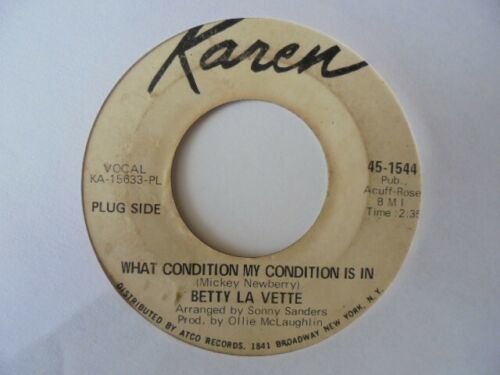 Karen
VOCAL
KA-15633-PL
PLUG SIDE
45-1544
Pub.,
Acuff-Rose
BMI
Time: 2:35
WHAT CONDITION MY CONDITION IS IN
(Mickey Newberry)
BETTY LA VETTE
Arranged by Sonny Sanders
Prod. by Ollie McLaughlin
DISTRIBUTED BY ATCO RECORDS, 1841 BROADWAY NEW YORK, N.Y.